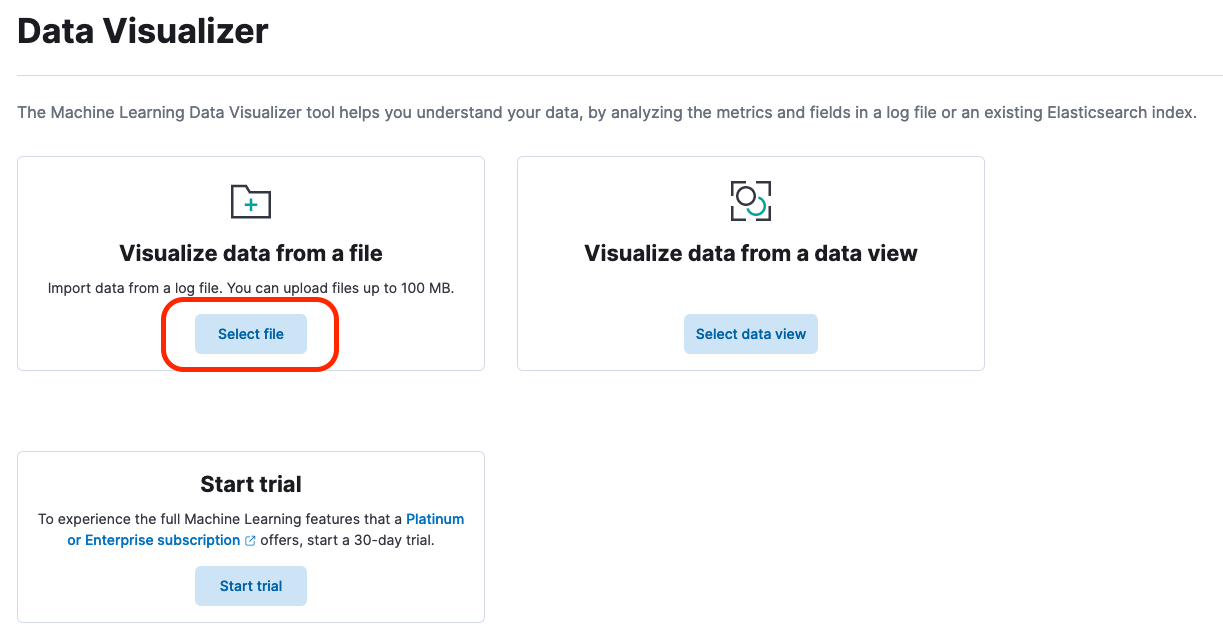 Data Visualizer
The Machine Learning Data Visualizer tool helps you understand your data, by analyzing the metrics and fields in a log file or an existing Elasticsearch index.
Visualize data from a file
Import data from a log file. You can upload files up to 100 MB.
Select file
Visualize data from a data view
Select data view
Start trial
To experience the full Machine Learning features that a Platinum
or Enterprise subscription offers, start a 30-day trial.
Start trial